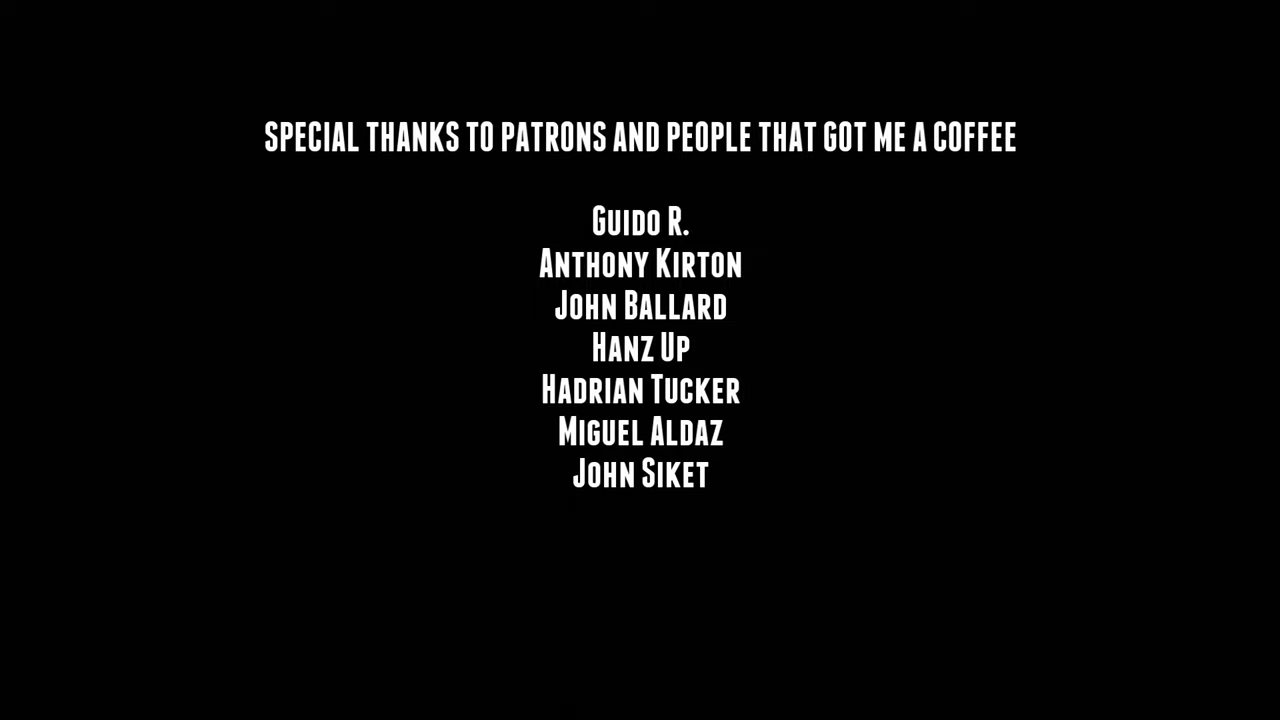 SPECIAL THANKS TO PATRONS AND PEOPLE THAT GOT ME A COFFEE
Guido R.
Anthony Kirton
John Ballard
Hanz Up
Hadrian Tucker
Miguel Aldaz
John Siket